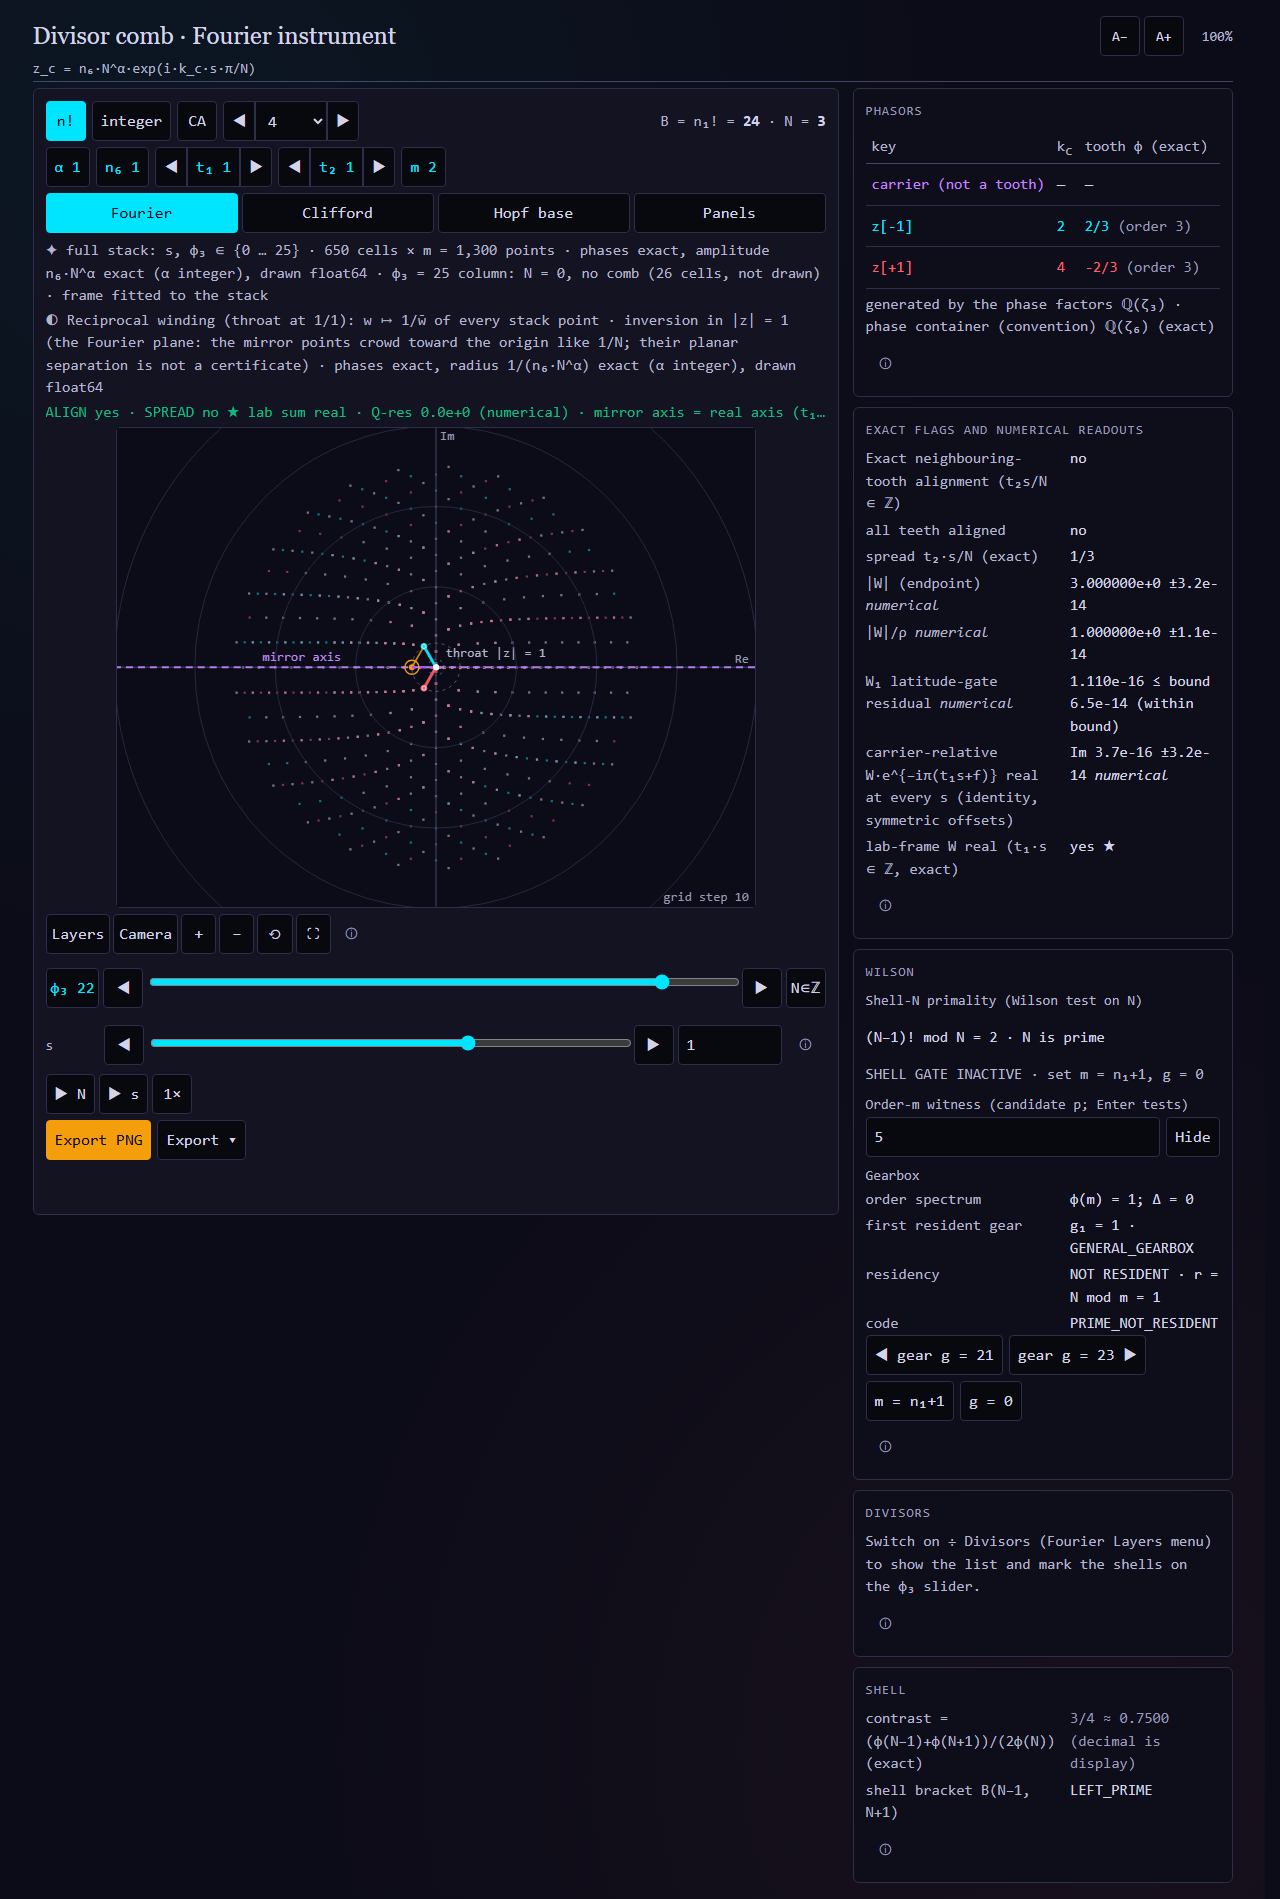 Divisor comb · Fourier instrument
A− A+ 100%
z_c = n₆·N^α·exp(i·k_c·s·π/N)
n! integer CA ◀ 4 ▶ B = n₁! = 24 · N = 3
α 1 n₆ 1 ◀ t₁ 1 ▶ ◀ t₂ 1 ▶ m 2
Fourier Clifford Hopf base Panels
✦ full stack: s, ϕ₃ ∈ {0 … 25} · 650 cells × m = 1,300 points · phases exact, amplitude
n₆·N^α exact (α integer), drawn float64 · ϕ₃ = 25 column: N = 0, no comb (26 cells, not drawn)
· frame fitted to the stack
◐ Reciprocal winding (throat at 1/1): w ↦ 1/w̄ of every stack point · inversion in |z| = 1
(the Fourier plane: the mirror points crowd toward the origin like 1/N; their planar
separation is not a certificate) · phases exact, radius 1/(n₆·N^α) exact (α integer), drawn
float64
ALIGN yes · SPREAD no ★ lab sum real · Q-res 0.0e+0 (numerical) · mirror axis = real axis (t₁…
Im
mirror axis
throat |z| = 1
Re
grid step 10
Layers Camera + − ⟲ ⛶ ⓘ
ϕ₃ 22 ◀ ▶ N∈ℤ
s ◀ ▶ 1 ⓘ
▶ N ▶ s 1×
Export PNG Export ▾
PHASORS
key k_C tooth ϕ (exact)
carrier (not a tooth) — —
z[-1] 2 2/3 (order 3)
z[+1] 4 -2/3 (order 3)
generated by the phase factors ℚ(ζ₃) ·
phase container (convention) ℚ(ζ₆) (exact)
ⓘ
EXACT FLAGS AND NUMERICAL READOUTS
Exact neighbouring- no
tooth alignment (t₂s/N
∈ ℤ)
all teeth aligned no
spread t₂·s/N (exact) 1/3
|W| (endpoint) 3.000000e+0 ±3.2e-
numerical 14
|W|/ρ numerical 1.000000e+0 ±1.1e-
14
W₁ latitude-gate 1.110e-16 ≤ bound
residual numerical 6.5e-14 (within
bound)
carrier-relative Im 3.7e-16 ±3.2e-
W·e^{−iπ(t₁s+f)} real 14 numerical
at every s (identity,
symmetric offsets)
lab-frame W real (t₁·s yes ★
∈ ℤ, exact)
ⓘ
WILSON
Shell-N primality (Wilson test on N)
(N−1)! mod N = 2 · N is prime
SHELL GATE INACTIVE · set m = n₁+1, g = 0
Order-m witness (candidate p; Enter tests)
5 Hide
Gearbox
order spectrum ϕ(m) = 1; Δ = 0
first resident gear g₁ = 1 ·
GENERAL_GEARBOX
residency NOT RESIDENT · r =
N mod m = 1
code PRIME_NOT_RESIDENT
◀ gear g = 21 gear g = 23 ▶
m = n₁+1 g = 0
ⓘ
DIVISORS
Switch on ÷ Divisors (Fourier Layers menu)
to show the list and mark the shells on
the ϕ₃ slider.
ⓘ
SHELL
contrast = 3/4 ≈ 0.7500
(ϕ(N−1)+ϕ(N+1))/(2ϕ(N)) (decimal is
(exact) display)
shell bracket B(N−1, LEFT_PRIME
N+1)
ⓘ